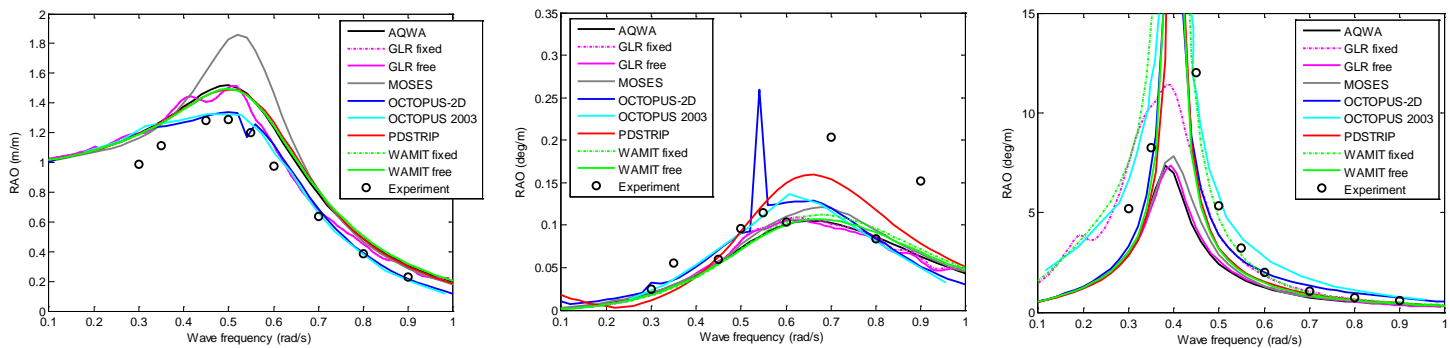 2
1.8
1.6
1.4
1.2
1
0.8
0.6
0.4
0.2
0
RAO (m/m)
0.1 0.2 0.3 0.4 0.5 0.6 0.7 0.8 0.9 1
Wave frequency (rad/s)
AQWA
GLR fixed
GLR free
MOSES
OCTOPUS-2D
OCTOPUS 2003
PDSTRIP
WAMIT fixed
WAMIT free
Experiment
0.35
0.3
0.25
0.2
0.15
0.1
0.05
0
RAO (deg/m)
0.1 0.2 0.3 0.4 0.5 0.6 0.7 0.8 0.9 1
Wave frequency (rad/s)
AQWA
GLR fixed
GLR free
MOSES
OCTOPUS-2D
OCTOPUS 2003
PDSTRIP
WAMIT fixed
WAMIT free
Experiment
15
10
5
0
RAO (deg/m)
0.1 0.2 0.3 0.4 0.5 0.6 0.7 0.8 0.9 1
Wave frequency (rad/s)
AQWA
GLR fixed
GLR free
MOSES
OCTOPUS-2D
OCTOPUS 2003
PDSTRIP
WAMIT fixed
WAMIT free
Experiment